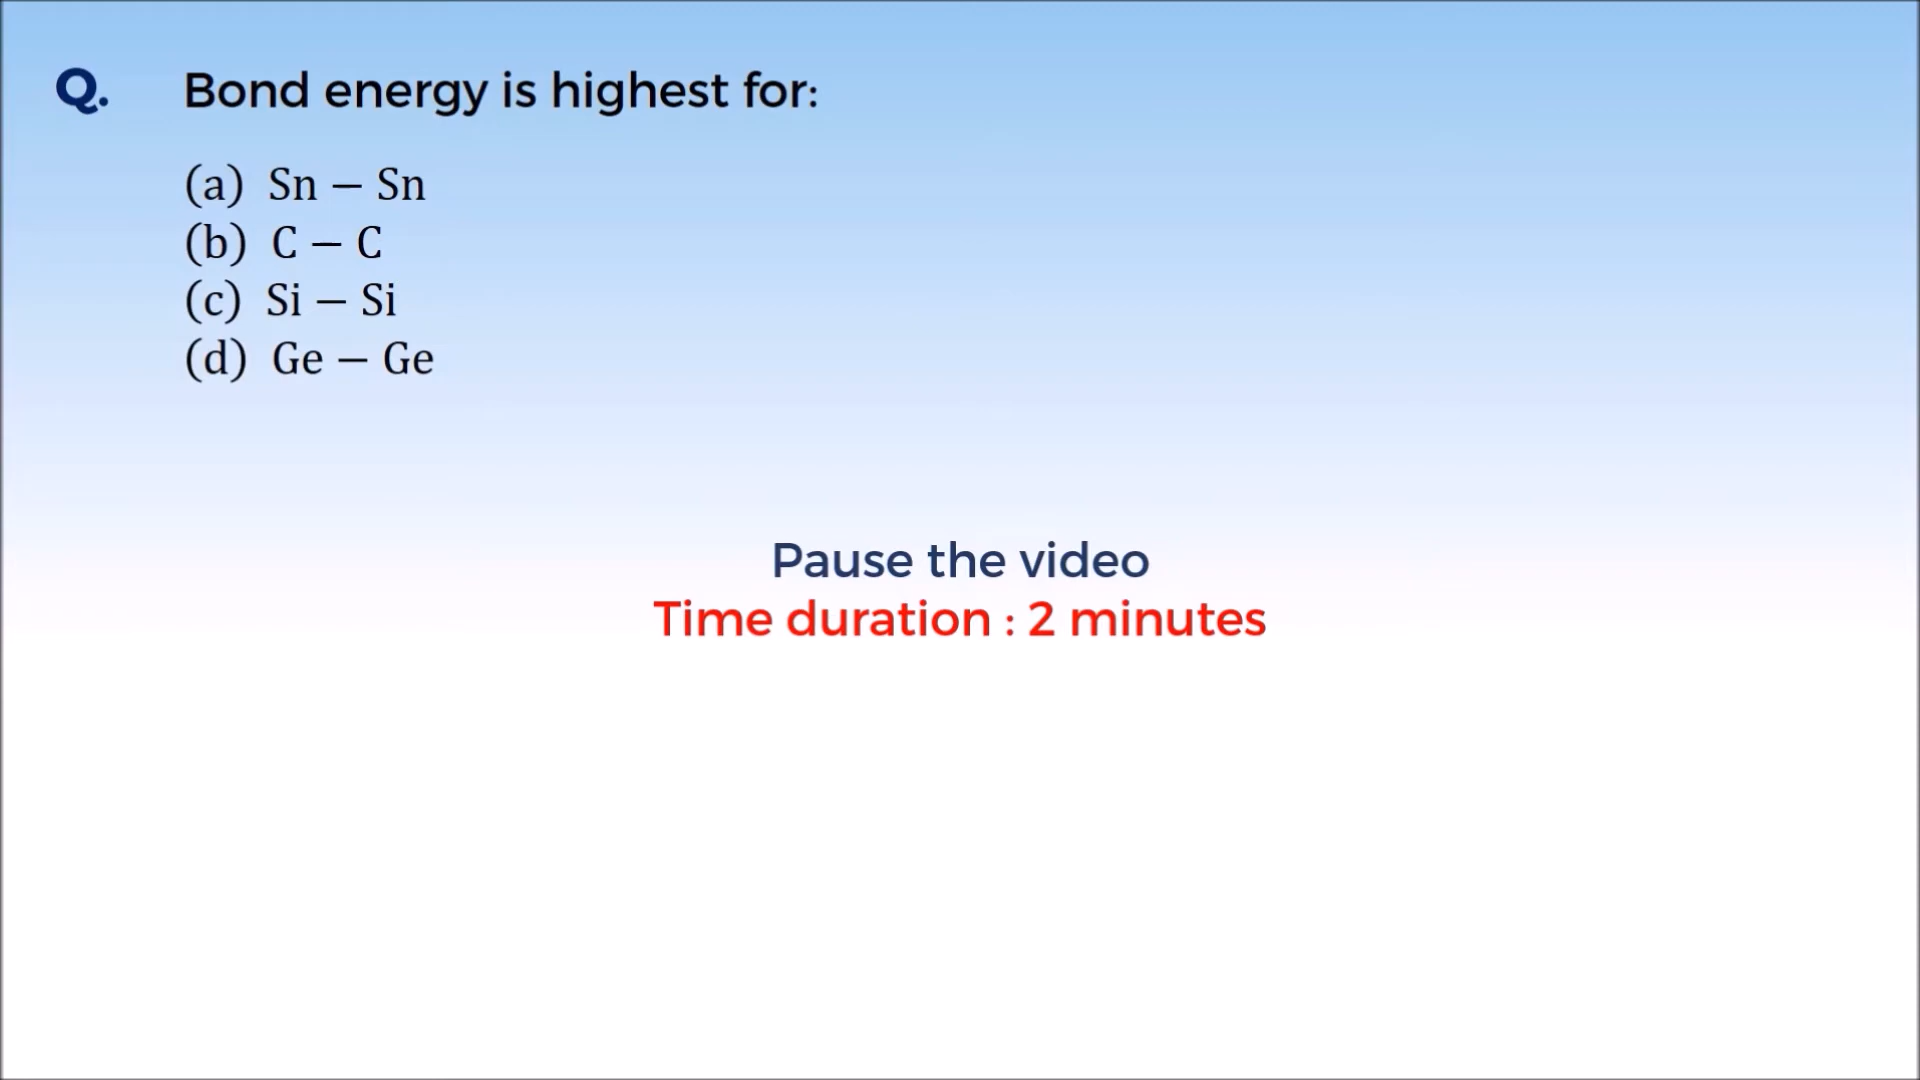 Q. Bond energy is highest for:
(a) Sn − Sn
(b) C − C
(c) Si − Si
(d) Ge − Ge
Pause the video
Time duration : 2 minutes